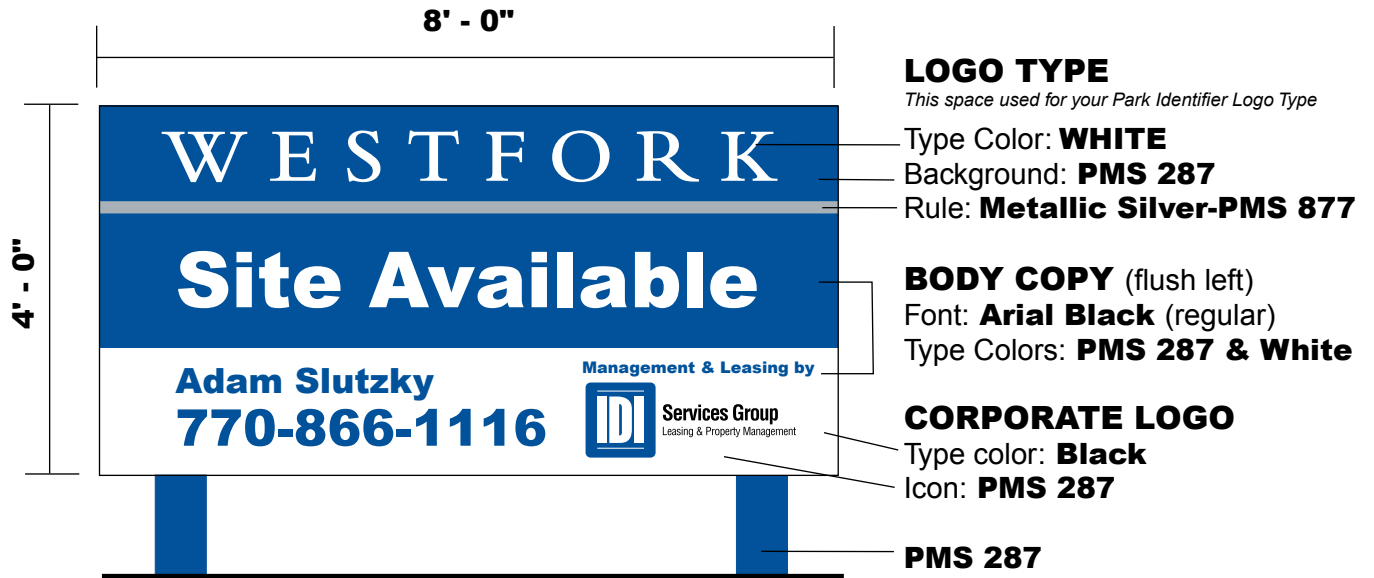 8' - 0"
4' - 0"
WESTFORK
Site Available
Adam Slutzky
770-866-1116
Management & Leasing by
IDI
Services Group
Leasing & Property Management
LOGO TYPE
This space used for your Park Identifier Logo Type
Type Color: WHITE
Background: PMS 287
Rule: Metallic Silver-PMS 877
BODY COPY (flush left)
Font: Arial Black (regular)
Type Colors: PMS 287 & White
CORPORATE LOGO
Type color: Black
Icon: PMS 287
PMS 287